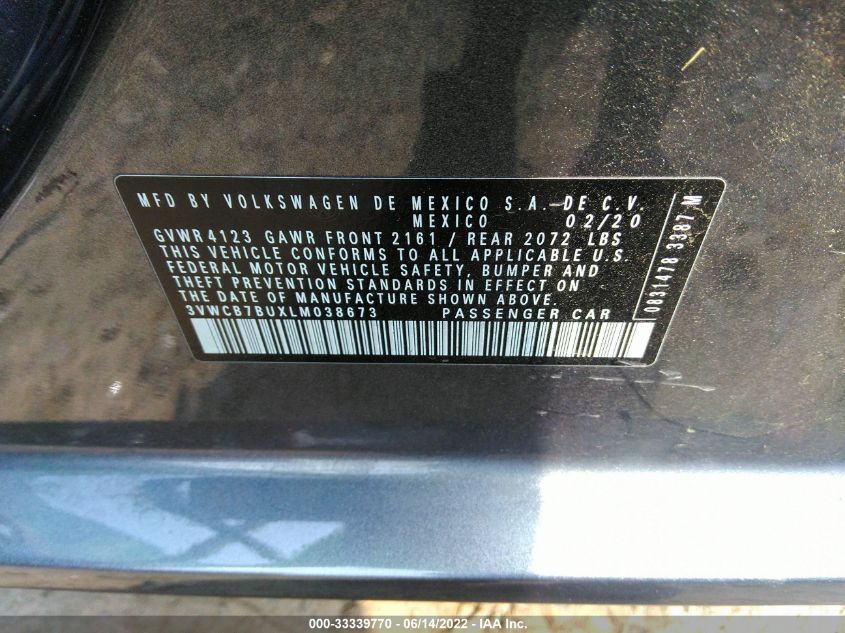 MFD BY VOLKSWAGEN DE MEXICO S.A. DE C.V.
MEXICO 02/20
GVWR 4123 GAWR FRONT 2161 / REAR 2072 LBS
THIS VEHICLE CONFORMS TO ALL APPLICABLE U.S.
FEDERAL MOTOR VEHICLE SAFETY, BUMPER AND
THEFT PREVENTION STANDARDS IN EFFECT ON
THE DATE OF MANUFACTURE SHOWN ABOVE.
3VWCB7BUXLM038673 PASSENGER CAR
0831478 3387 M
000-33339770 - 06/14/2022 - IAA Inc.